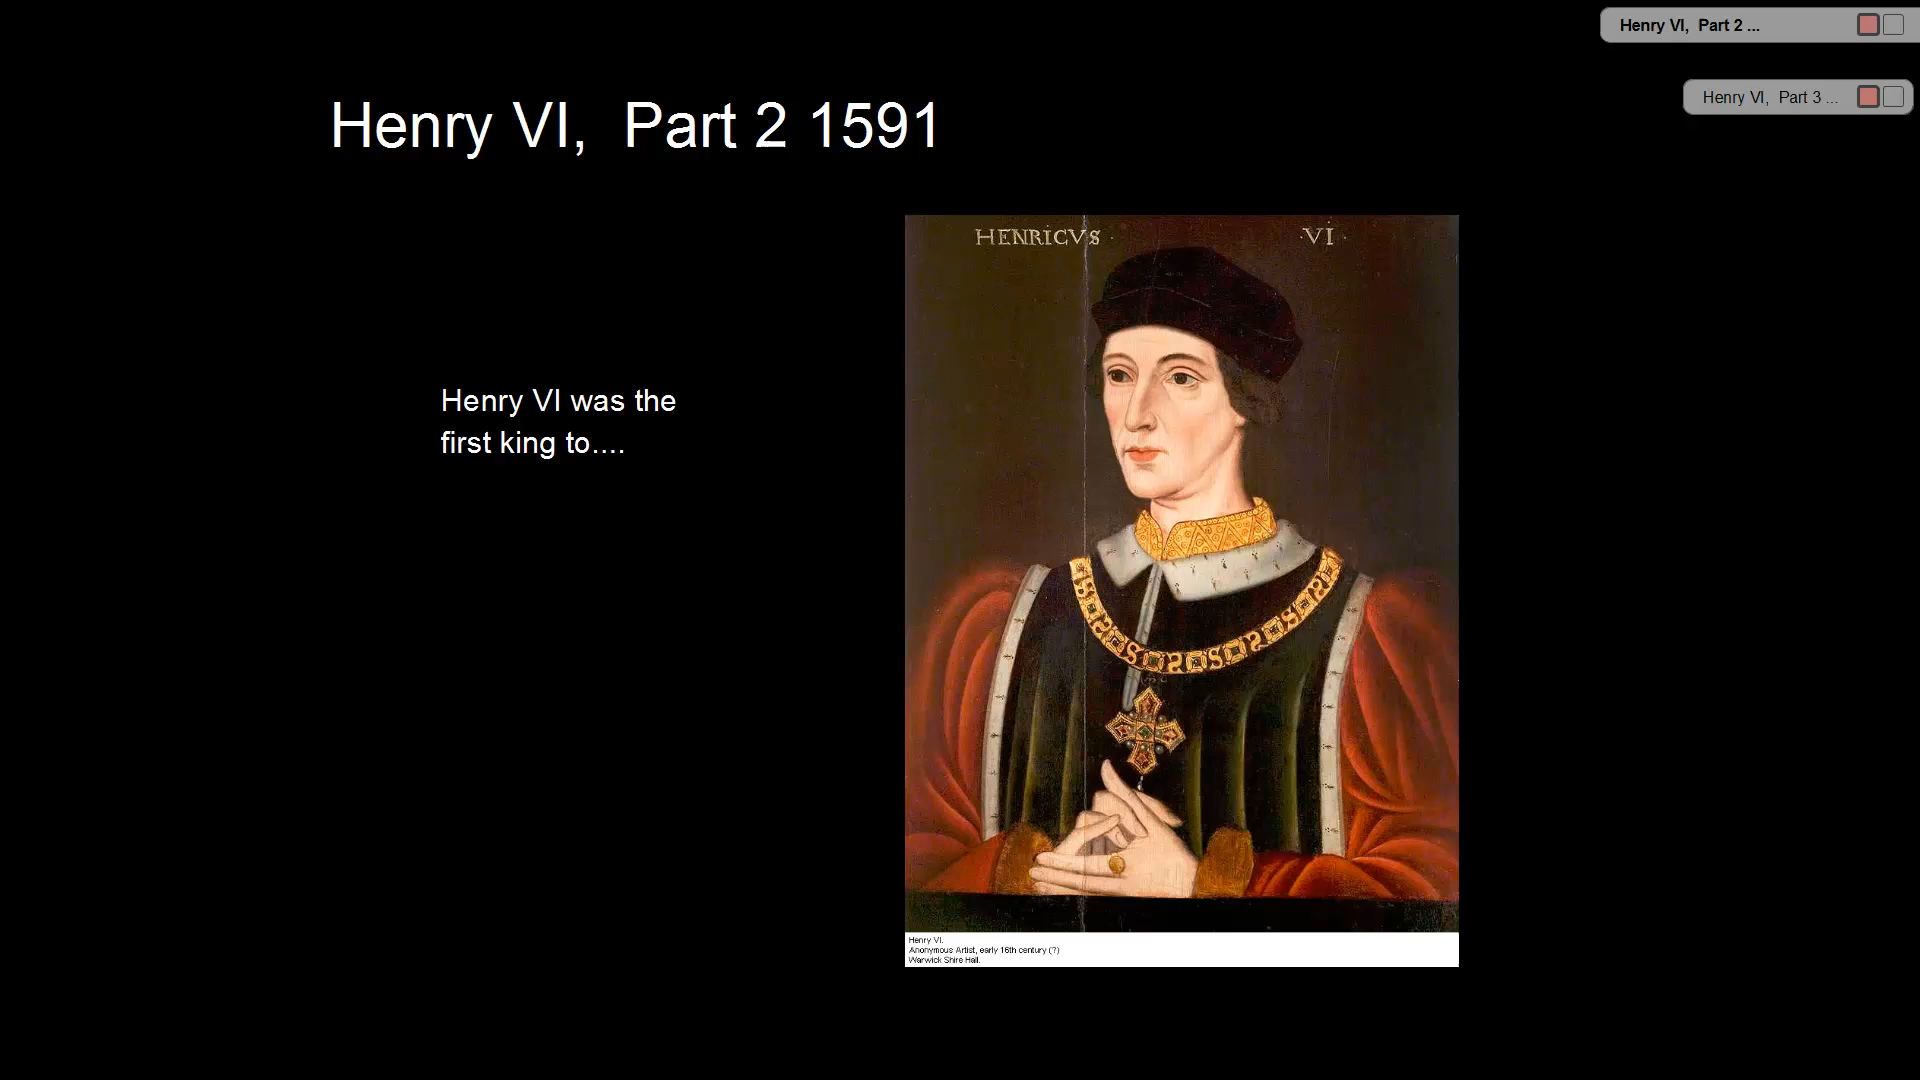 Henry VI,  Part 2 ...
Henry VI,  Part 3 ...
Henry VI,  Part 2 1591
HENRICVS · ·VI·
Henry VI was the
first king to....
Henry VI.
Anonymous Artist, early 16th century (?)
Warwick Shire Hall.